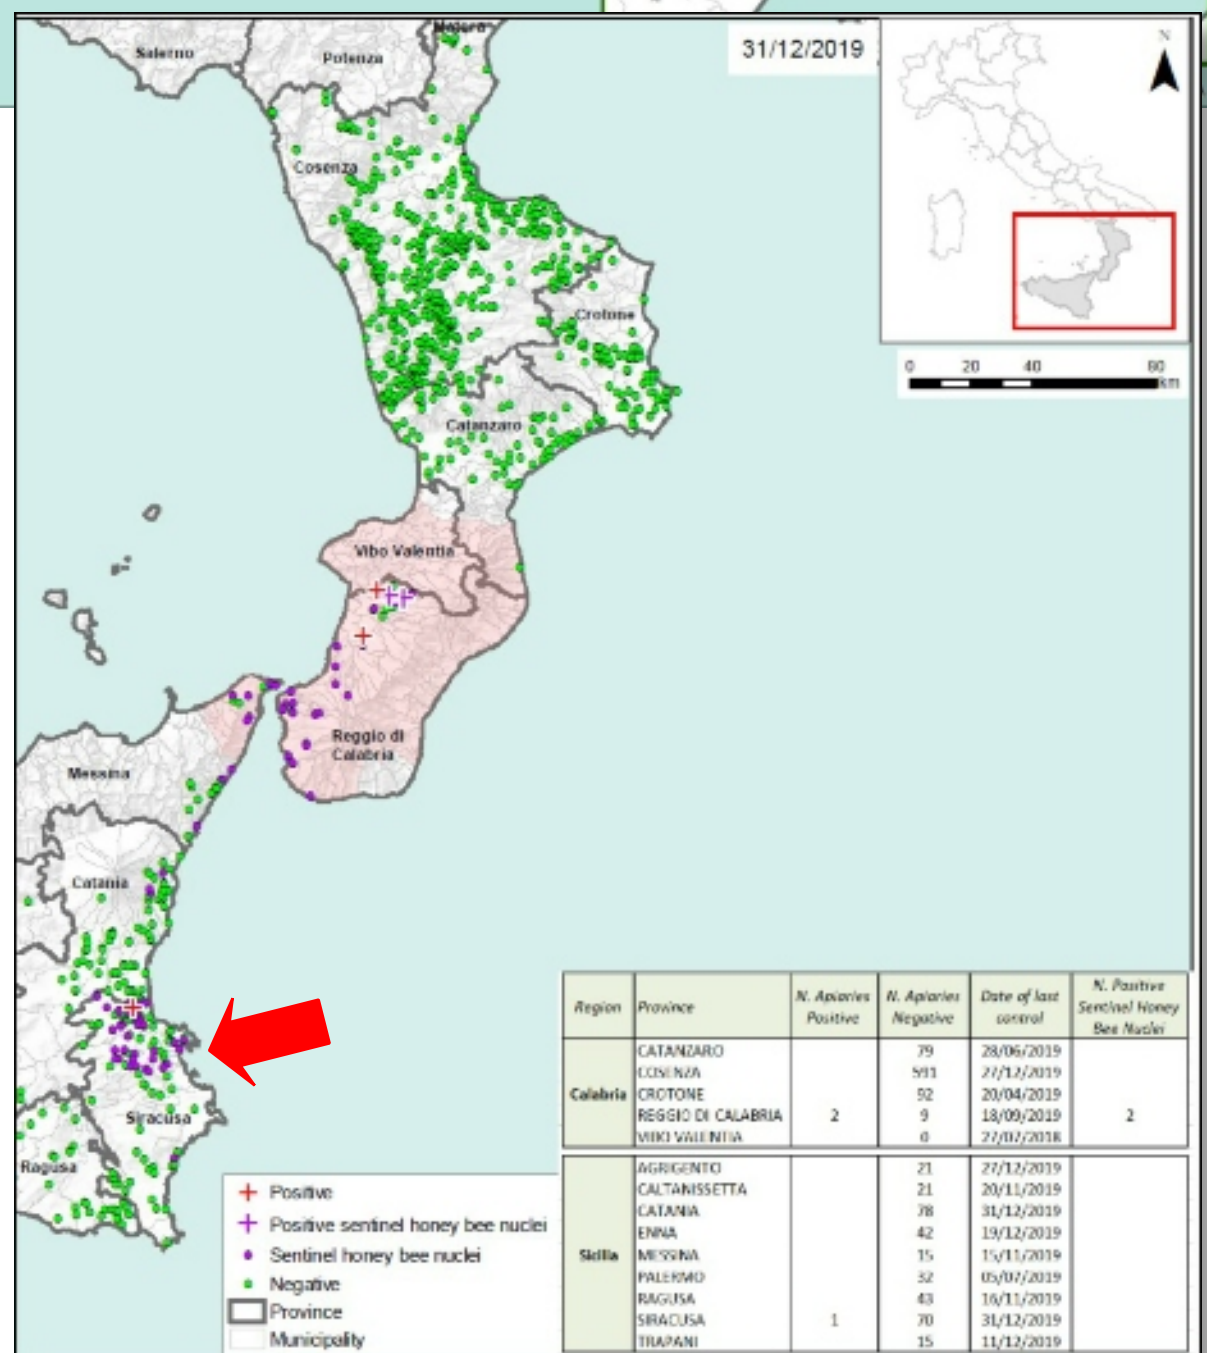 Matera
Salerno
Potenza
31/12/2019
N
Cosenza
Crotone
0 20 40 80
km
Catanzaro
Vibo Valentia
Reggio di
Calabria
Messina
Catania
Siracusa
Ragusa
Positive
Positive sentinel honey bee nuclei
Sentinel honey bee nuclei
Negative
Province
Municipality
Region Province N. Apiaries Positive N. Apiaries Negative Date of last control N. Positive Sentinel Honey Bee Nuclei
CATANZARO 79 28/06/2019
COSENZA 591 27/12/2019
Calabria CROTONE 92 20/04/2019
REGGIO DI CALABRIA 2 9 18/09/2019 2
VIBO VALENTIA 0 27/07/2018
AGRIGENTO 21 27/12/2019
CALTANISSETTA 21 20/11/2019
CATANIA 78 31/12/2019
ENNA 42 19/12/2019
Sicilia MESSINA 15 15/11/2019
PALERMO 32 05/07/2019
RAGUSA 43 16/11/2019
SIRACUSA 1 70 31/12/2019
TRAPANI 15 11/12/2019